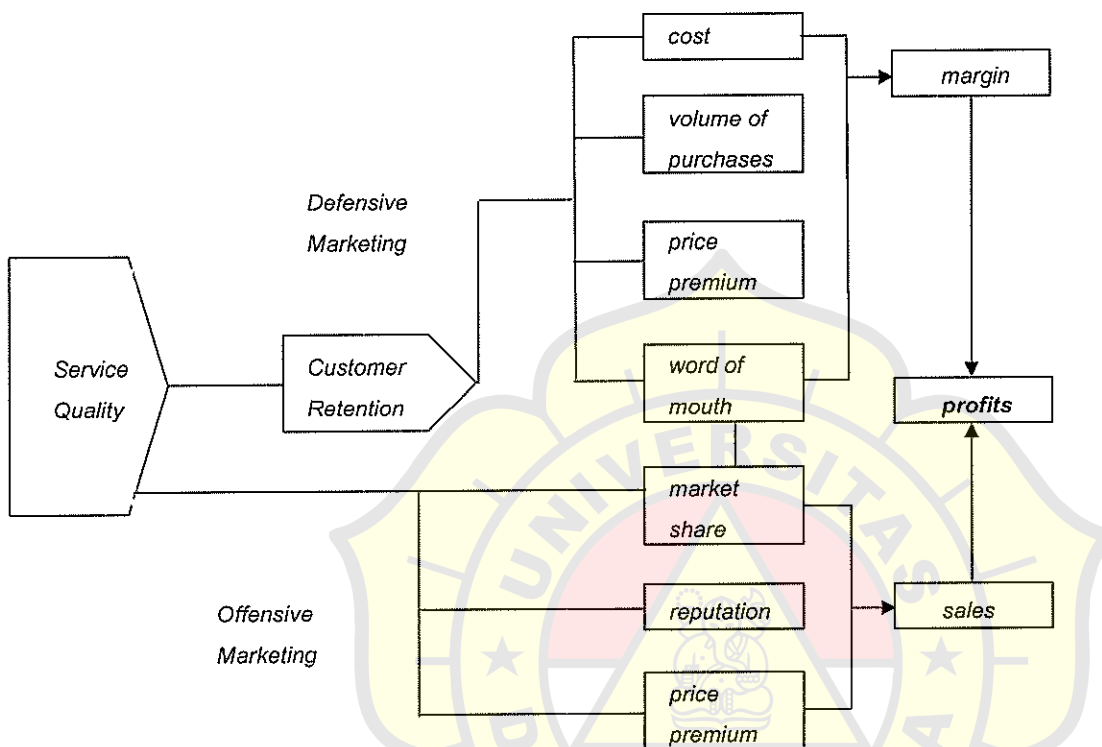 cost
margin
volume of
purchases
Defensive
Marketing
price
premium
Service
Quality
Customer
Retention
word of
mouth
profits
market
share
Offensive
Marketing
reputation
sales
price
premium
UNIVERSITAS